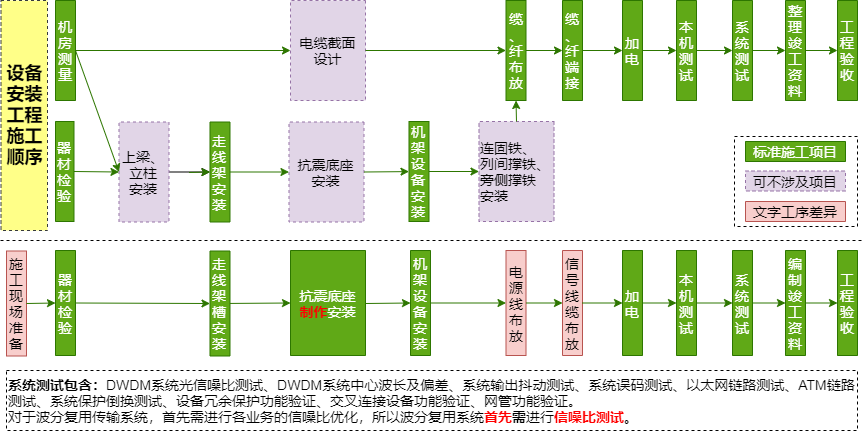 设备
安装
工程
施工
顺序
机房测量
电缆截面
设计
缆、纤布放
缆、纤端接
加电
本机测试
系统测试
整理竣工资料
工程验收
器材检验
上梁、
立柱
安装
走线架安装
抗震底座
安装
机架设备安装
连固铁、
列间撑铁、
旁侧撑铁
安装
标准施工项目
可不涉及项目
文字工序差异
施工现场准备
器材检验
走线架槽安装
抗震底座
制作安装
机架设备安装
电源线布放
信号线缆布放
加电
本机测试
系统测试
编制竣工资料
工程验收
系统测试包含：DWDM系统光信噪比测试、DWDM系统中心波长及偏差、系统输出抖动测试、系统误码测试、以太网链路测试、ATM链路
测试、系统保护倒换测试、设备冗余保护功能验证、交叉连接设备功能验证、网管功能验证。
对于波分复用传输系统，首先需进行各业务的信噪比优化，所以波分复用系统首先需进行信噪比测试。